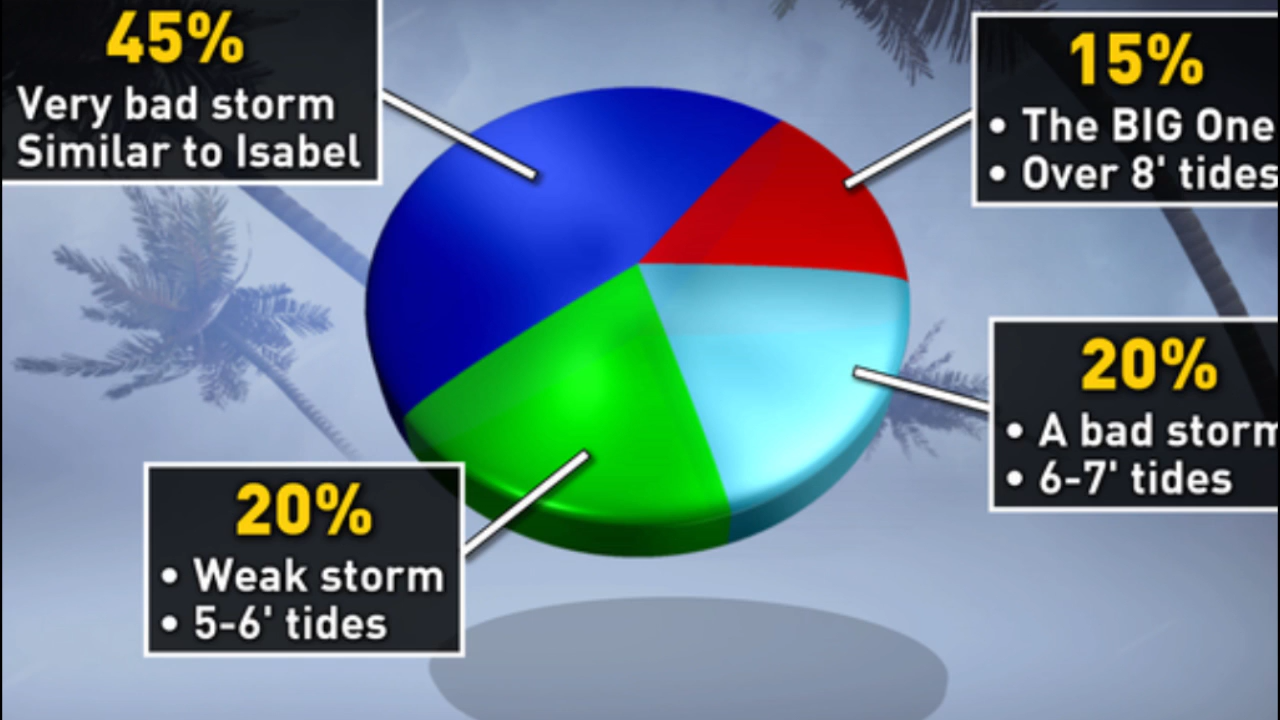 45%
Very bad storm
Similar to Isabel
15%
• The BIG One
• Over 8' tides
20%
• A bad storm
• 6-7' tides
20%
• Weak storm
• 5-6' tides